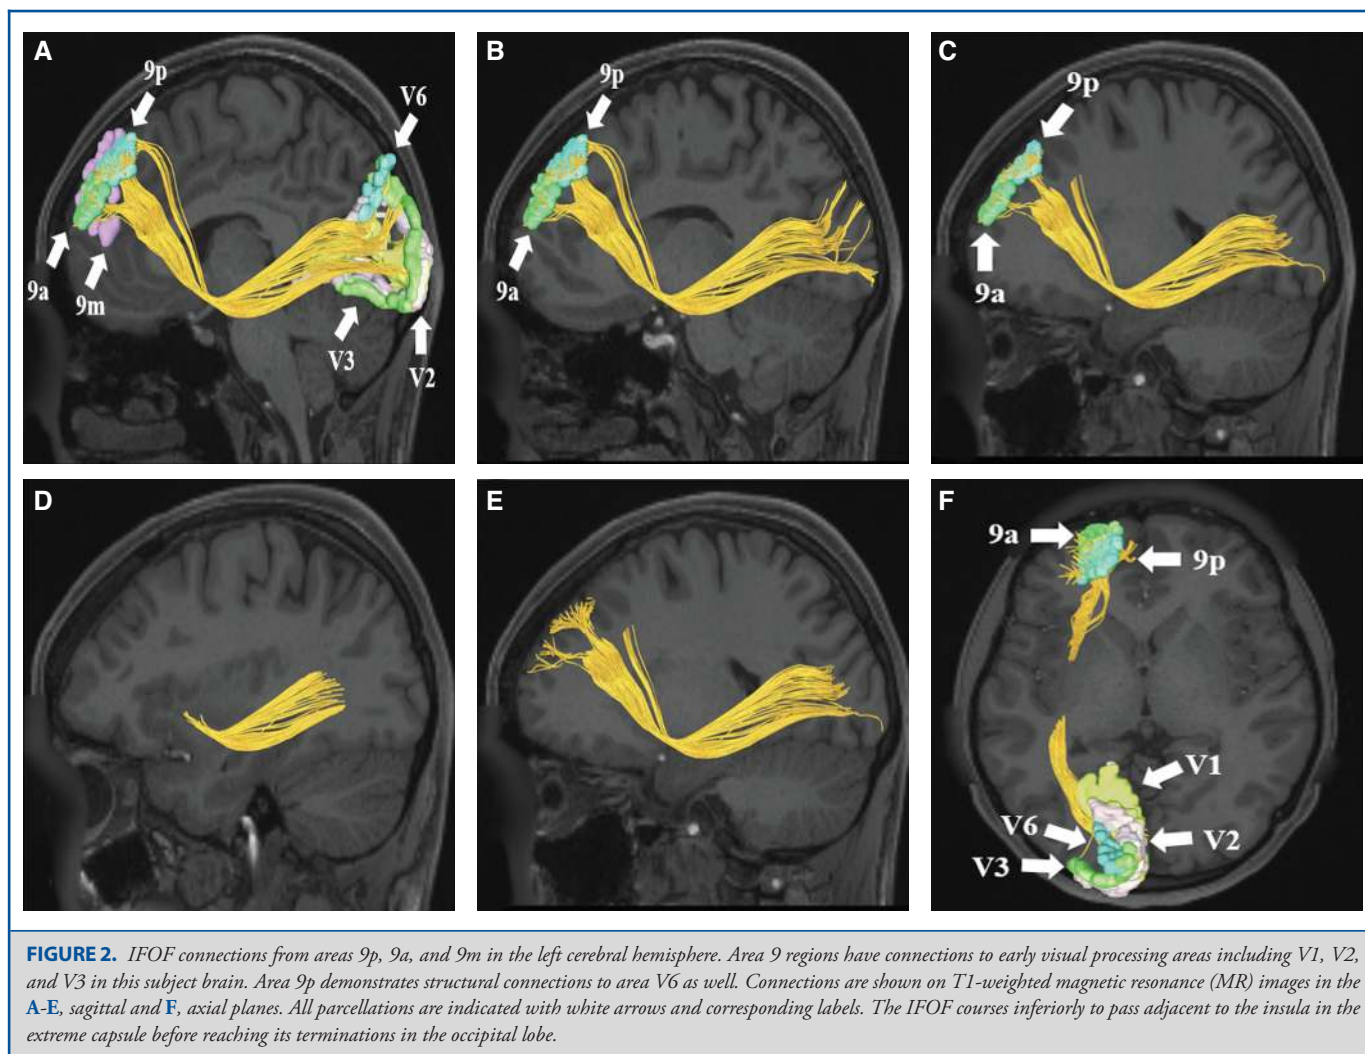 A
9p
V6
9a
9m
V3
V2
B
9p
9a
C
9p
9a
D
E
F
9a
9p
V1
V6
V2
V3
FIGURE 2. IFOF connections from areas 9p, 9a, and 9m in the left cerebral hemisphere. Area 9 regions have connections to early visual processing areas including V1, V2,
and V3 in this subject brain. Area 9p demonstrates structural connections to area V6 as well. Connections are shown on T1-weighted magnetic resonance (MR) images in the
A-E, sagittal and F, axial planes. All parcellations are indicated with white arrows and corresponding labels. The IFOF courses inferiorly to pass adjacent to the insula in the
extreme capsule before reaching its terminations in the occipital lobe.